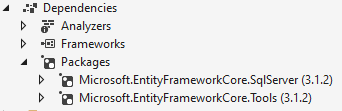 Dependencies
Analyzers
Frameworks
Packages
Microsoft.EntityFrameworkCore.SqlServer (3.1.2)
Microsoft.EntityFrameworkCore.Tools (3.1.2)